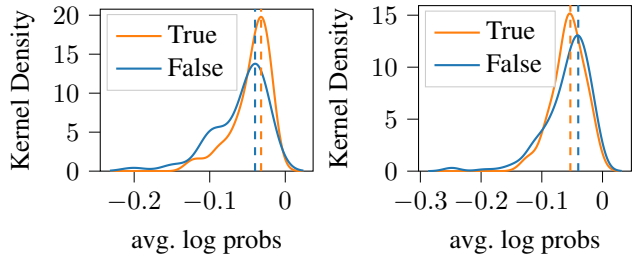 Kernel Density
20
15
10
5
0
True
False
−0.2
−0.1
0
avg. log probs
Kernel Density
15
10
5
0
True
False
−0.3
−0.2
−0.1
0
avg. log probs